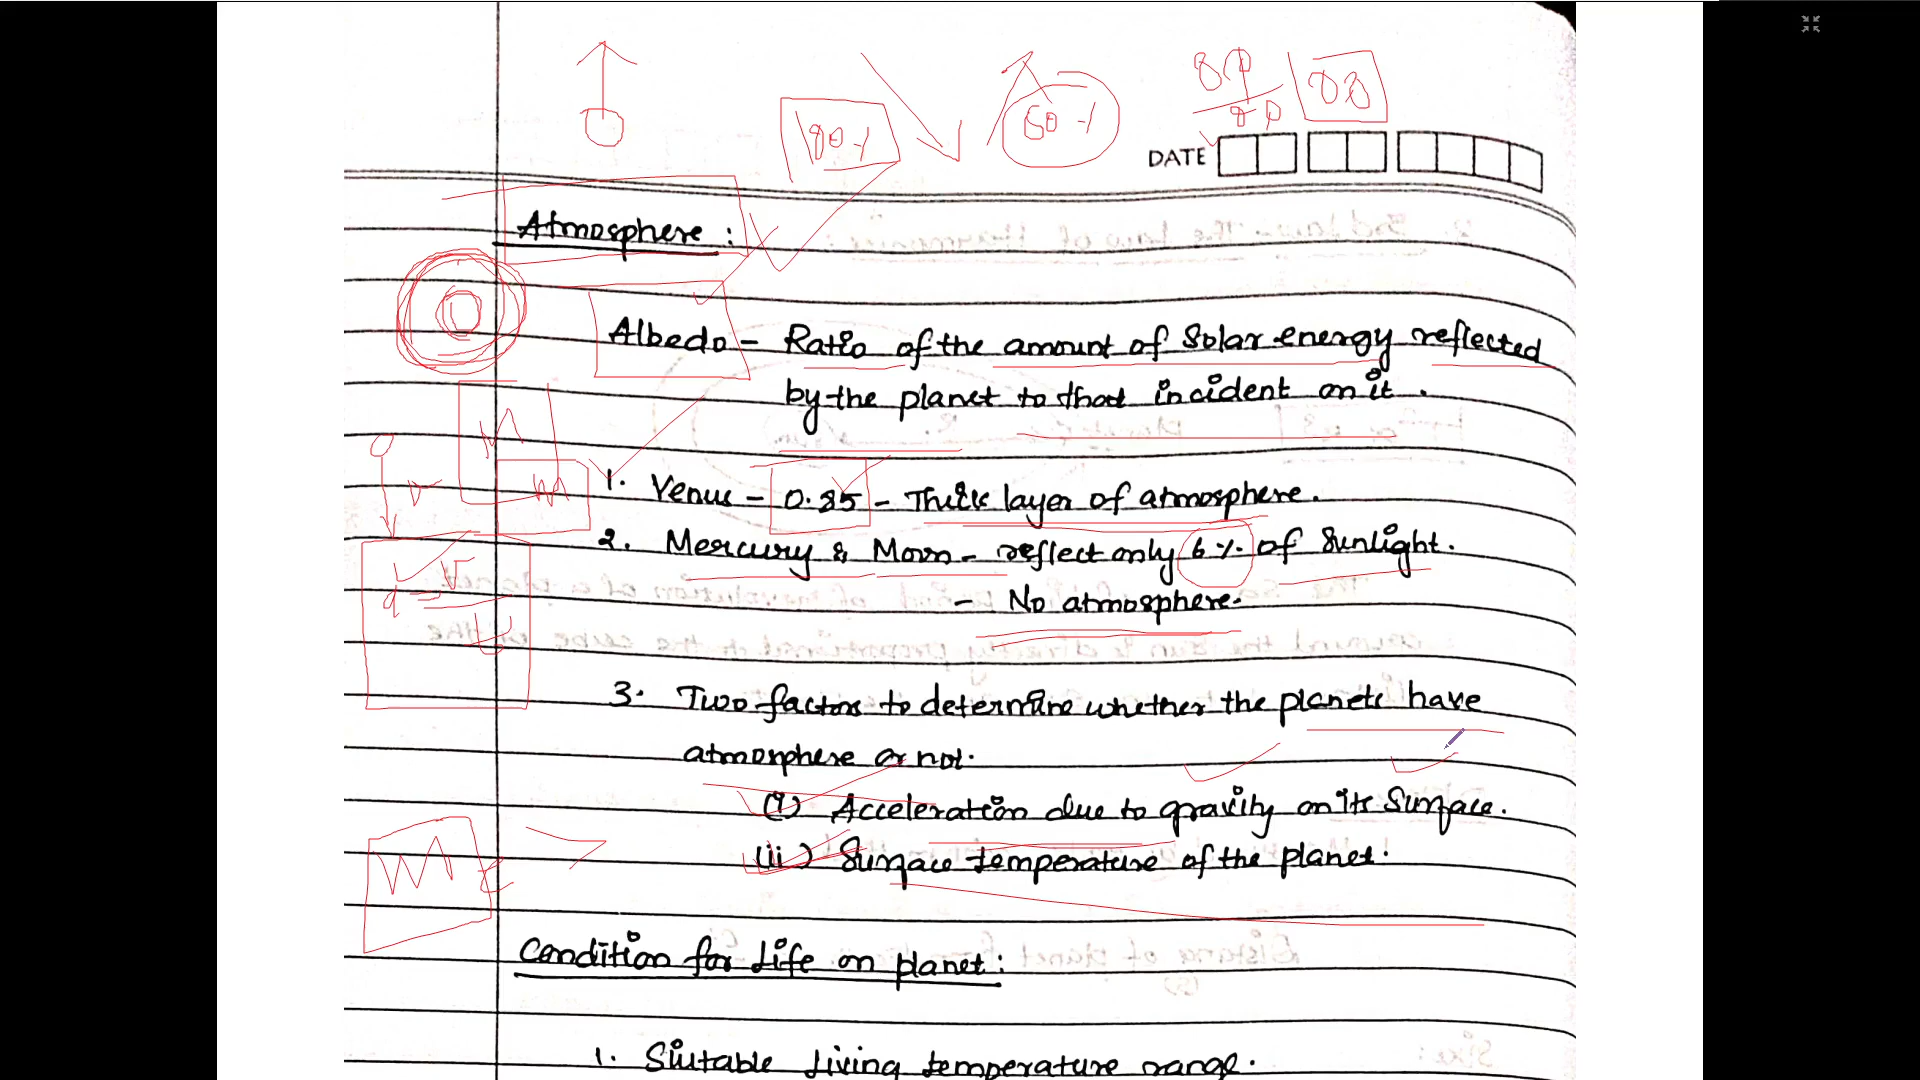 DATE
Atmosphere :
Albedo - Ratio of the amount of solar energy reflected
by the planet to that incident on it.
1. Venus - 0.85 - Thick layer of atmosphere.
2. Mercury & Moon - reflect only 6% of sunlight.
- No atmosphere.
3. Two factors to determine whether the planets have
atmosphere or not.
(i) Acceleration due to gravity on its surface.
(ii) Surface temperature of the planet.
Condition for Life on planet :
1. Suitable living temperature range.